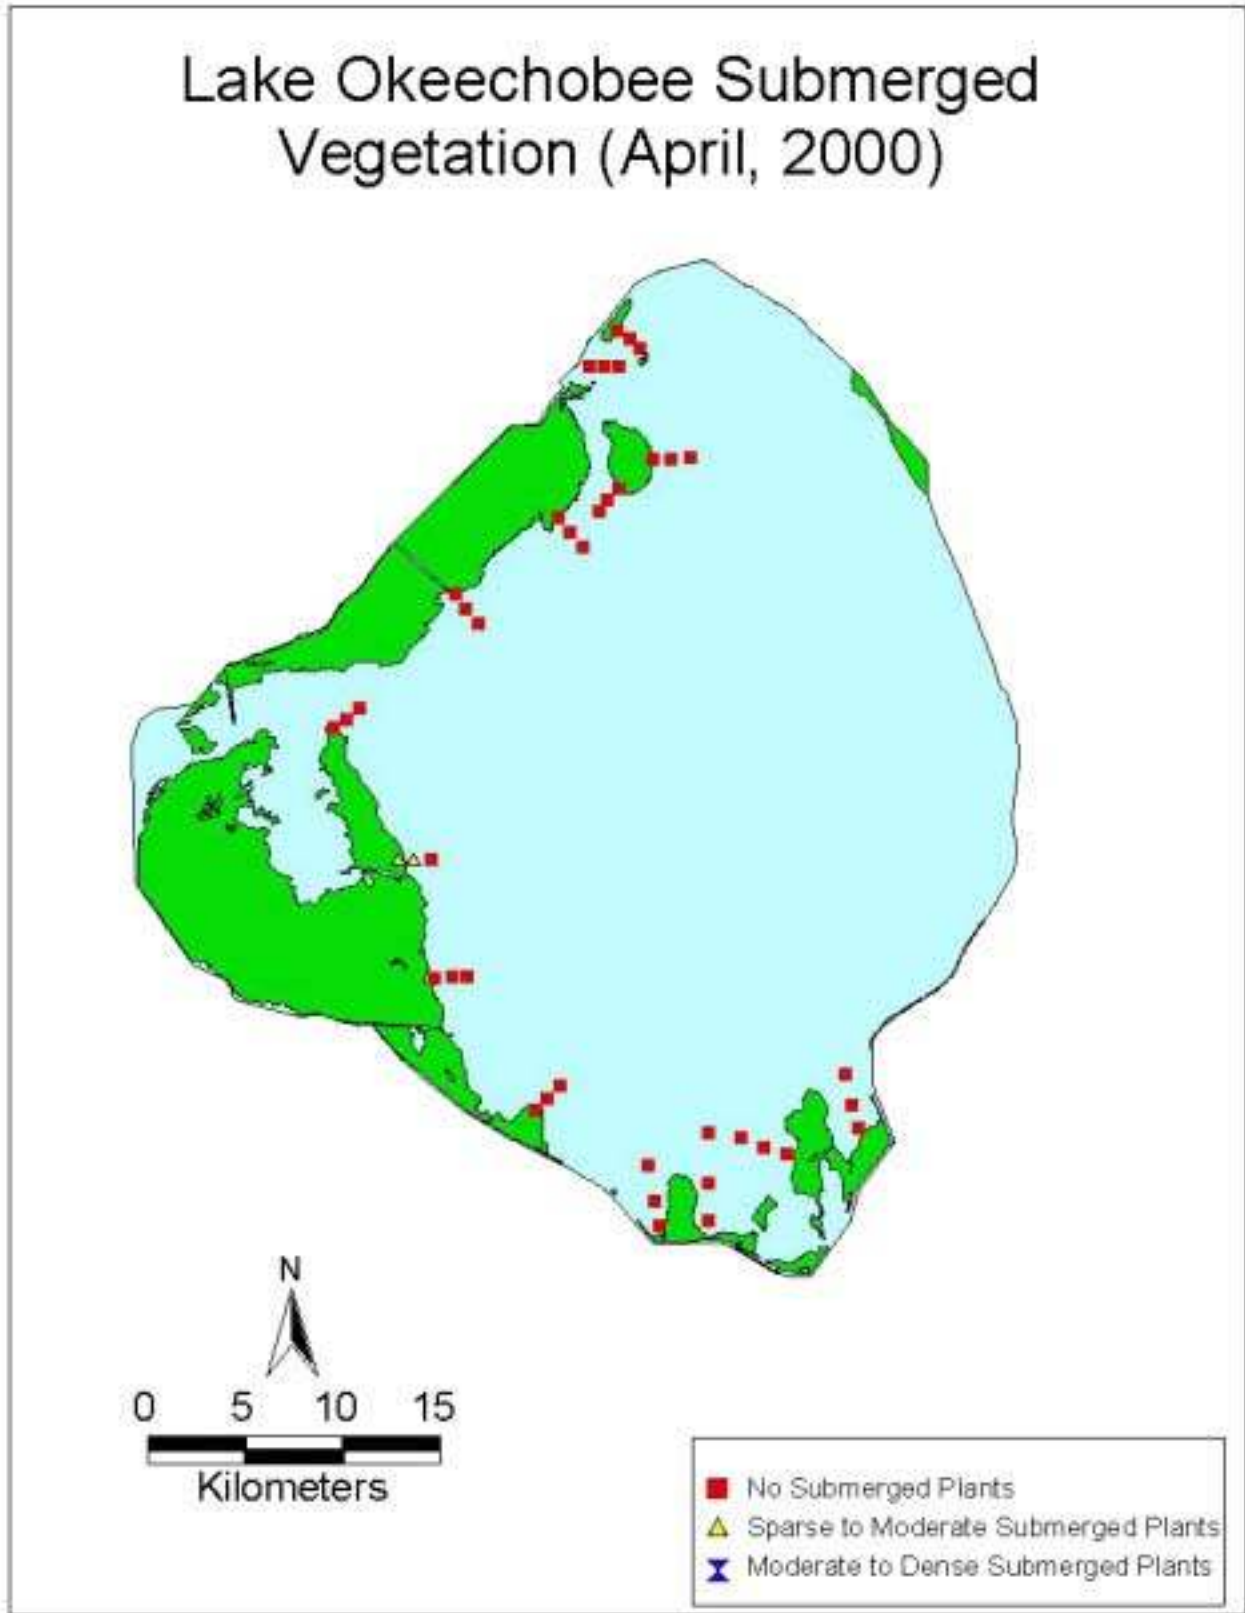 Lake Okeechobee Submerged
Vegetation (April, 2000)
N
0 5 10 15
Kilometers
No Submerged Plants
Sparse to Moderate Submerged Plants
Moderate to Dense Submerged Plants